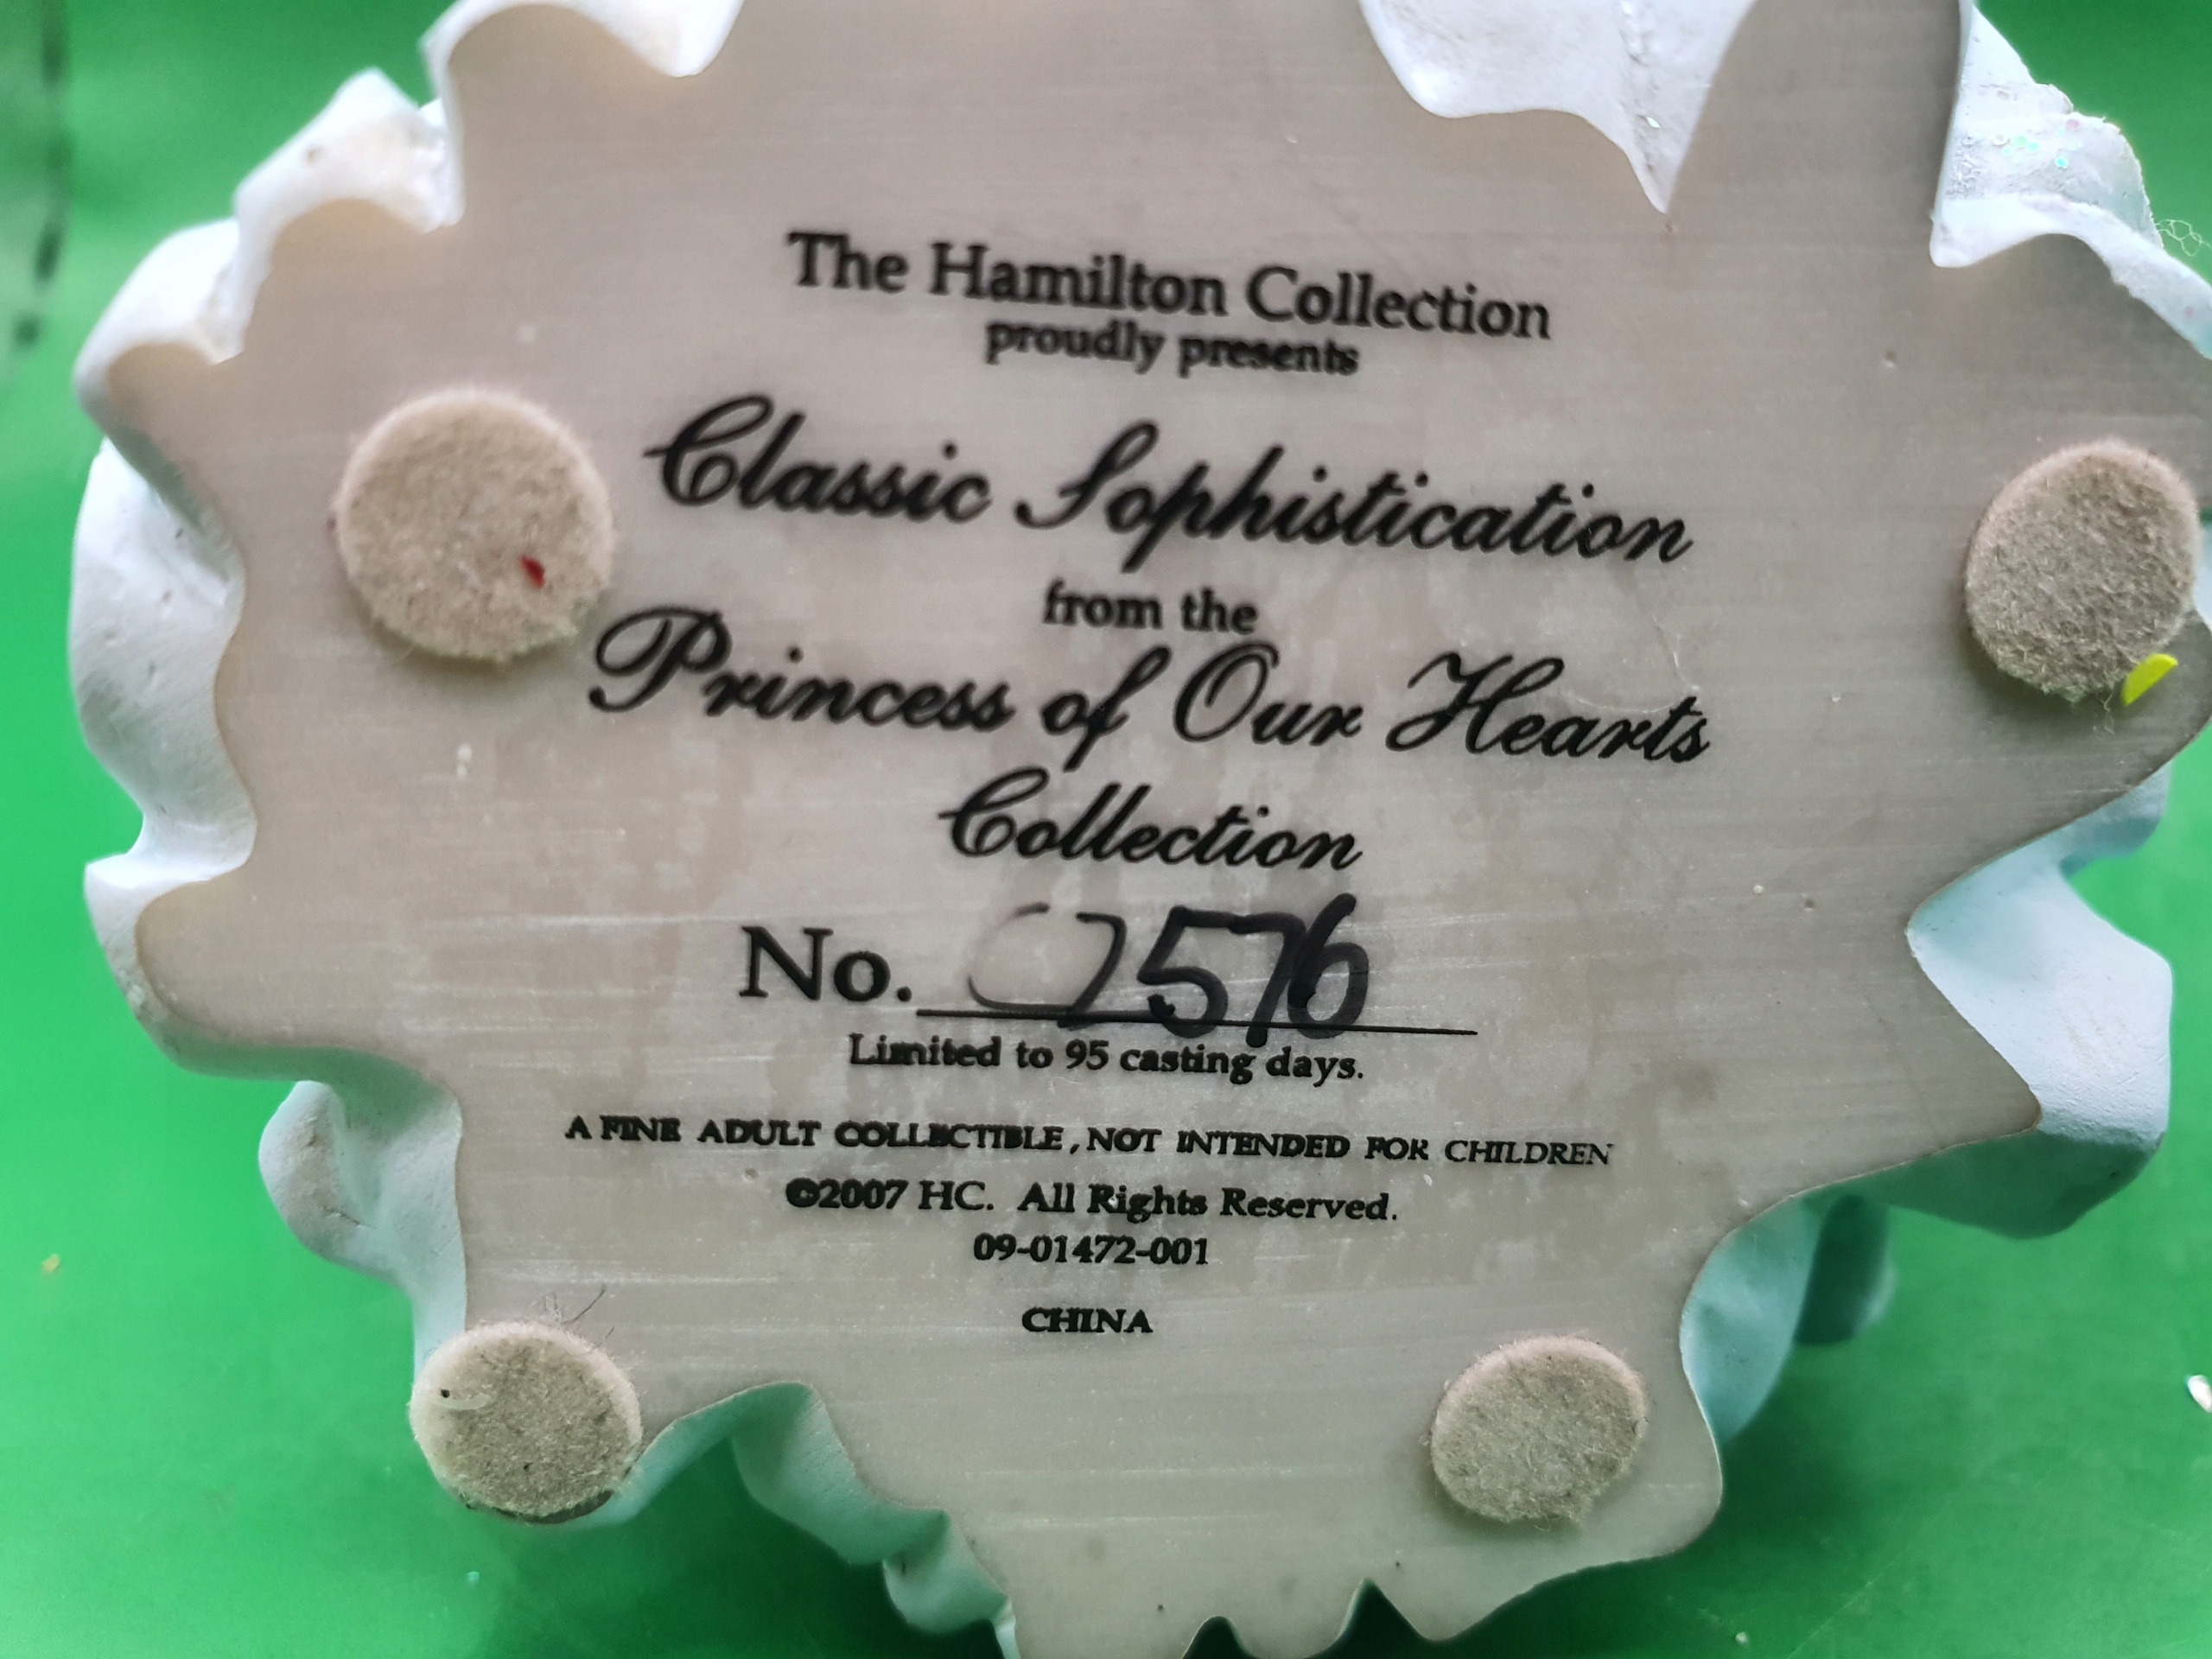 The Hamilton Collection
proudly presents
Classic Sophistication
from the
Princess of Our Hearts
Collection
No. 0576
Limited to 95 casting days.
A FINE ADULT COLLECTIBLE, NOT INTENDED FOR CHILDREN
©2007 HC. All Rights Reserved.
09-01472-001
CHINA